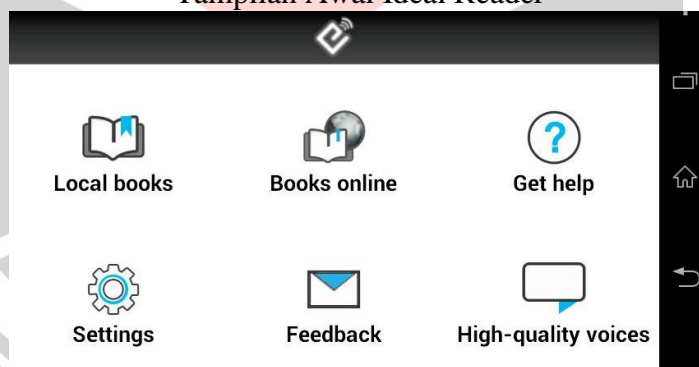 Tampilan Awal Ideal Reader
Local books
Books online
Get help
Settings
Feedback
High-quality voices